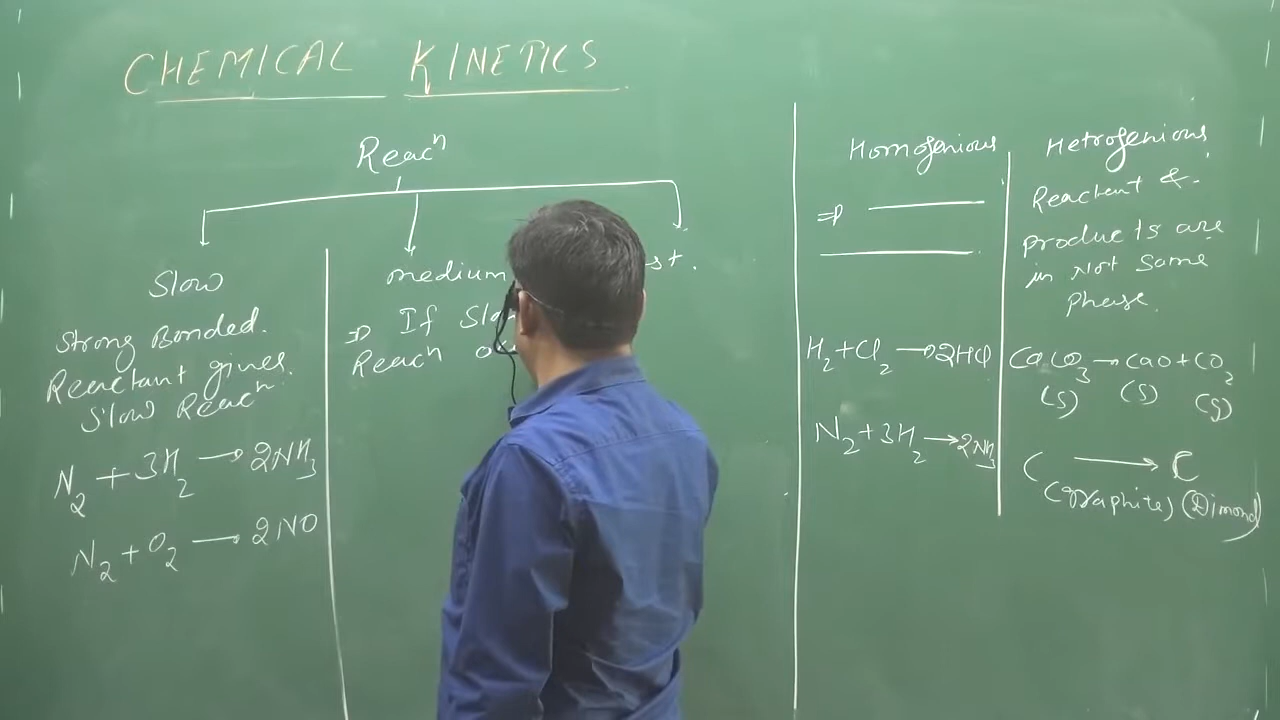 CHEMICAL KINETICS
Reacⁿ
Slow
Strong Bonded.
Reactant gives.
Slow Reacⁿ
N₂ + 3H₂ → 2NH₃
N₂ + O₂ → 2NO
medium
⇒ If
Reacⁿ
st.
Homogenious
⇒
H₂ + Cl₂ → 2HCl
N₂ + 3H₂ → 2NH₃
Hetrogenious
Reactant &
products are
in Not Same
Phase.
CaCO₃ → CaO + CO₂
(s) (s) (g)
C → C
(Graphite) (Dimond)